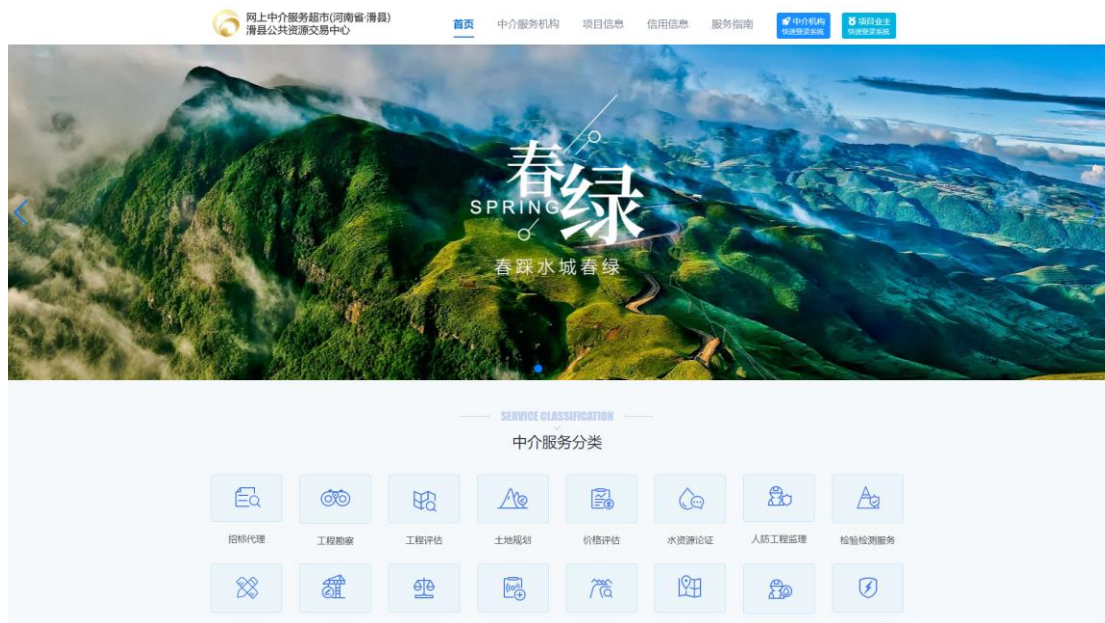 网上中介服务超市(河南省·滑县)
滑县公共资源交易中心
首页
中介服务机构
项目信息
信用信息
服务指南
中介机构
快速登录系统
项目业主
快速登录系统
春绿
SPRING
春踩水城春绿
SERVICE CLASSIFICATION
中介服务分类
招标代理
工程勘察
工程评估
土地规划
价格评估
水资源论证
人防工程监理
检验检测服务